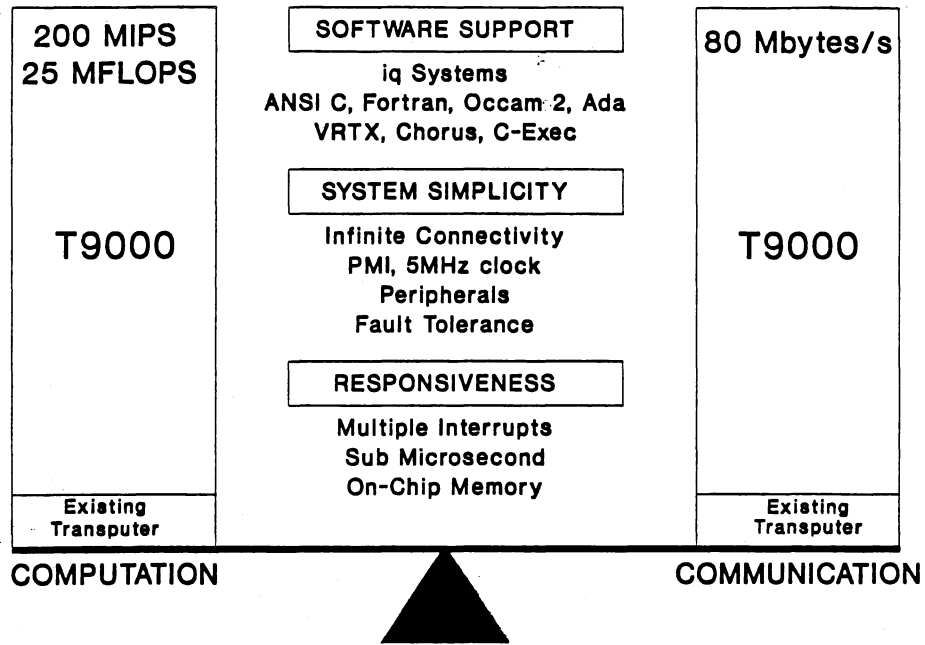 200 MIPS
25 MFLOPS
T9000
Existing
Transputer
COMPUTATION
SOFTWARE SUPPORT
iq Systems
ANSI C, Fortran, Occam 2, Ada
VRTX, Chorus, C-Exec
SYSTEM SIMPLICITY
Infinite Connectivity
PMI, 5MHz clock
Peripherals
Fault Tolerance
RESPONSIVENESS
Multiple Interrupts
Sub Microsecond
On-Chip Memory
80 Mbytes/s
T9000
Existing
Transputer
COMMUNICATION